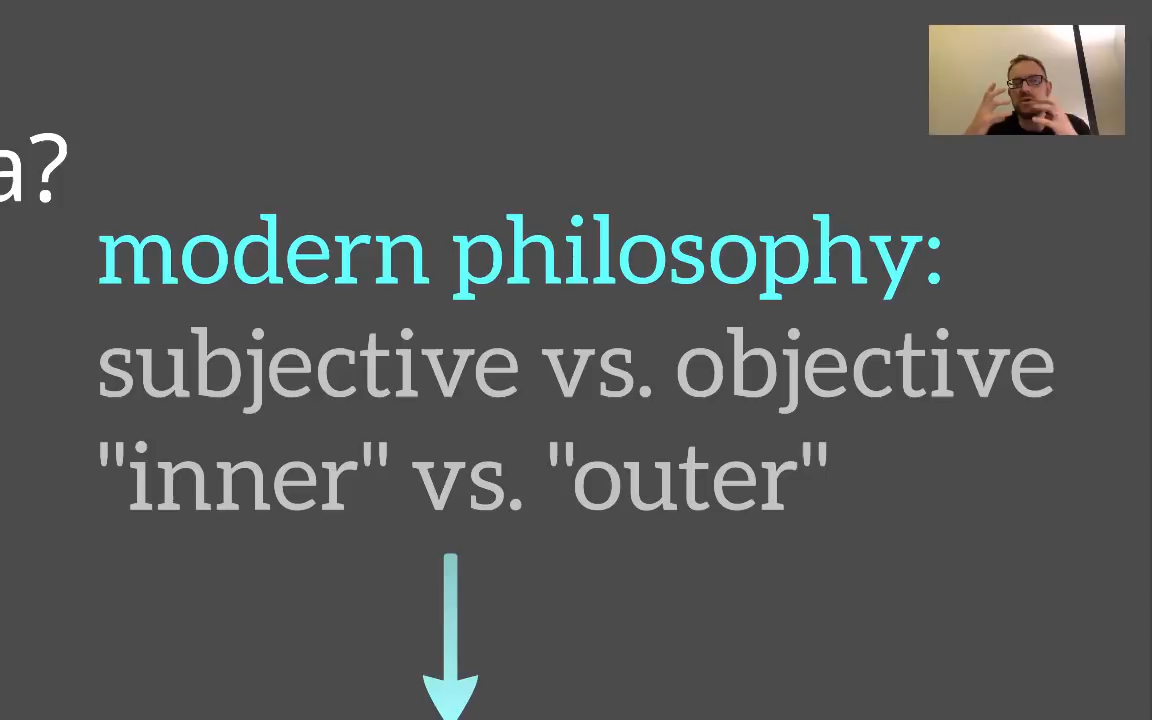 a?
modern philosophy:
subjective vs. objective
"inner" vs. "outer"